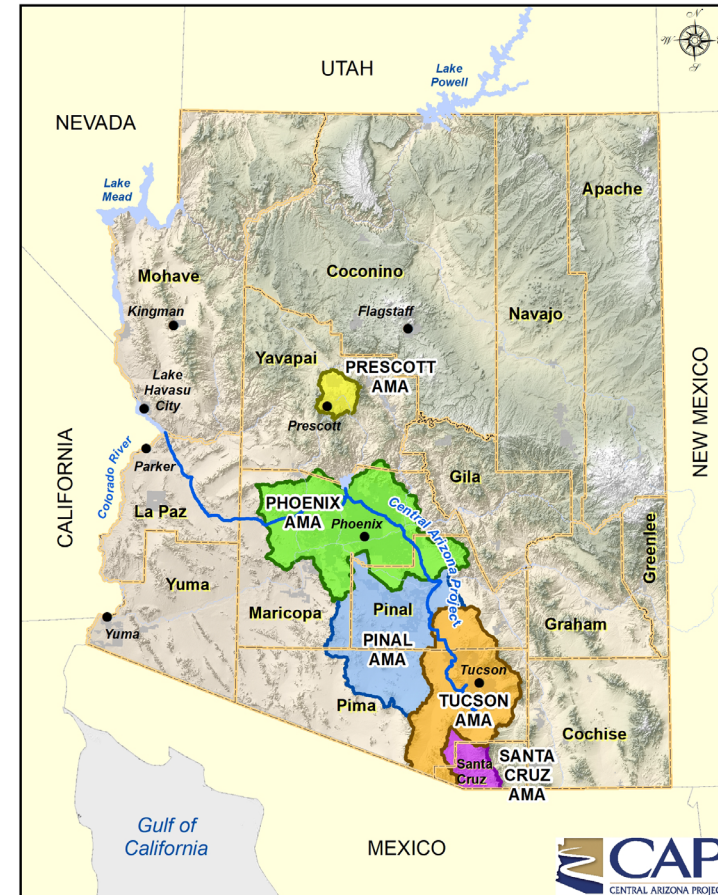 N
W
S
UTAH
Lake
Powell
NEVADA
Lake
Mead
Apache
Mohave
Coconino
Kingman
Flagstaff
Navajo
Yavapai
PRESCOTT
AMA
Lake
Havasu
City
Prescott
NEW MEXICO
CALIFORNIA
Colorado River
Parker
Gila
La Paz
PHOENIX
AMA
Phoenix
Central Arizona Project
Greenlee
Yuma
Maricopa
Pinal
Graham
Yuma
PINAL
AMA
Tucson
Pima
TUCSON
AMA
Cochise
Santa
Cruz
SANTA
CRUZ
AMA
Gulf of
California
MEXICO
CAP
CENTRAL ARIZONA PROJEC